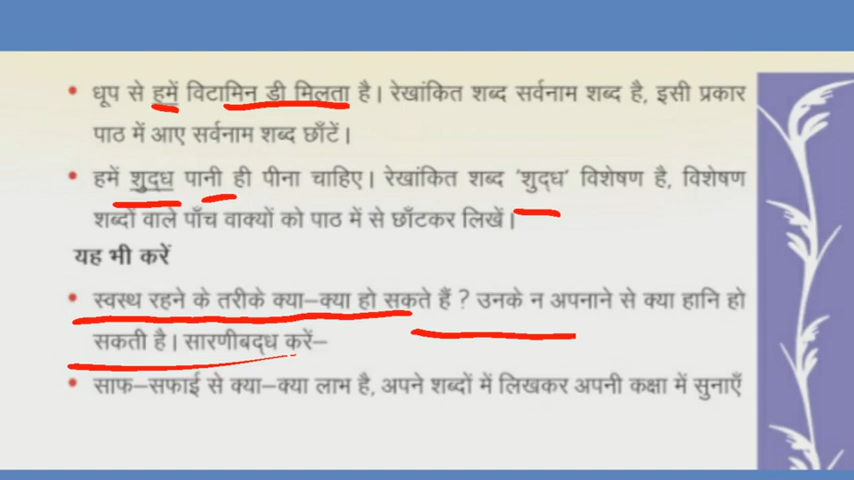 • धूप से हमें विटामिन डी मिलता है। रेखांकित शब्द सर्वनाम शब्द है, इसी प्रकार
पाठ में आए सर्वनाम शब्द छाँटें।
• हमें शुद्ध पानी ही पीना चाहिए। रेखांकित शब्द ‘शुद्ध’ विशेषण है, विशेषण
शब्दों वाले पाँच वाक्यों को पाठ में से छाँटकर लिखें।
यह भी करें
• स्वस्थ रहने के तरीके क्या–क्या हो सकते हैं ? उनके न अपनाने से क्या हानि हो
सकती है। सारणीबद्ध करें–
• साफ–सफाई से क्या–क्या लाभ है, अपने शब्दों में लिखकर अपनी कक्षा में सुनाएँ